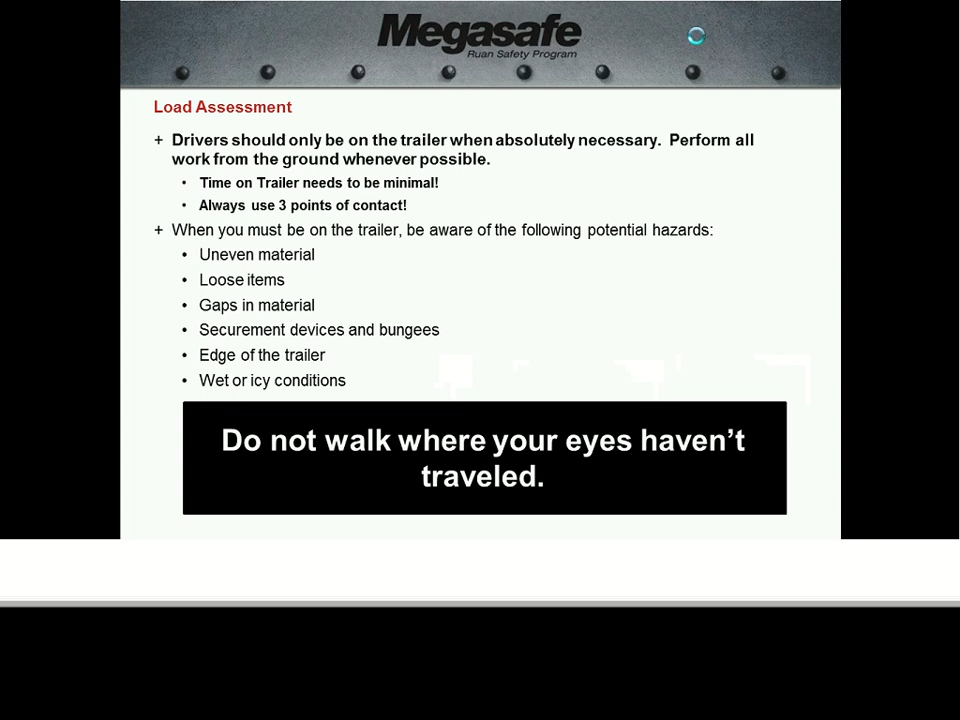 Megasafe
Ruan Safety Program
Load Assessment
+ Drivers should only be on the trailer when absolutely necessary. Perform all
work from the ground whenever possible.
• Time on Trailer needs to be minimal!
• Always use 3 points of contact!
+ When you must be on the trailer, be aware of the following potential hazards:
• Uneven material
• Loose items
• Gaps in material
• Securement devices and bungees
• Edge of the trailer
• Wet or icy conditions
Do not walk where your eyes haven’t
traveled.